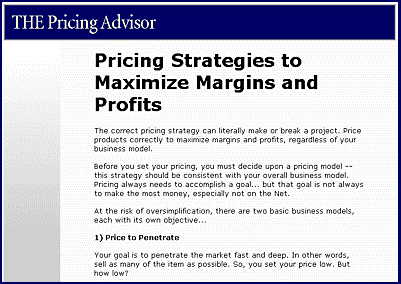 THE Pricing Advisor
Pricing Strategies to
Maximize Margins and
Profits
The correct pricing strategy can literally make or break a project. Price
products correctly to maximize margins and profits, regardless of your
business model.
Before you set your pricing, you must decide upon a pricing model --
this strategy should be consistent with your overall business model.
Pricing always needs to accomplish a goal... but that goal is not always
to make the most money, especially not on the Net.
At the risk of oversimplification, there are two basic business models,
each with its own objective...
1) Price to Penetrate
Your goal is to penetrate the market fast and deep. In other words,
sell as many of the item as possible. So, you set your price low. But
how low?